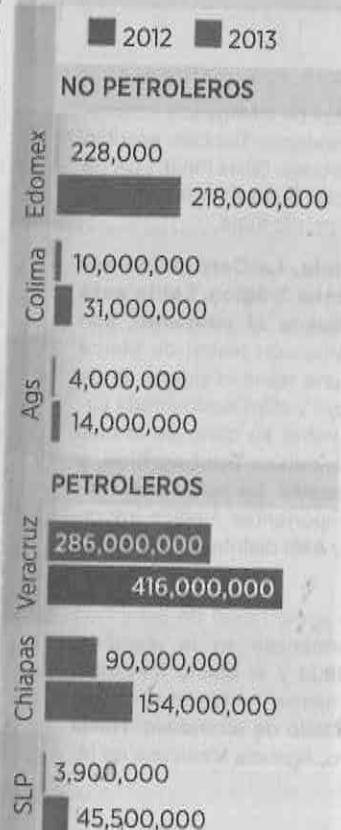 2012 2013
NO PETROLEROS
Edomex
228,000
218,000,000
Colima
10,000,000
31,000,000
Ags
4,000,000
14,000,000
PETROLEROS
Veracruz
286,000,000
416,000,000
Chiapas
90,000,000
154,000,000
SLP
3,900,000
45,500,000